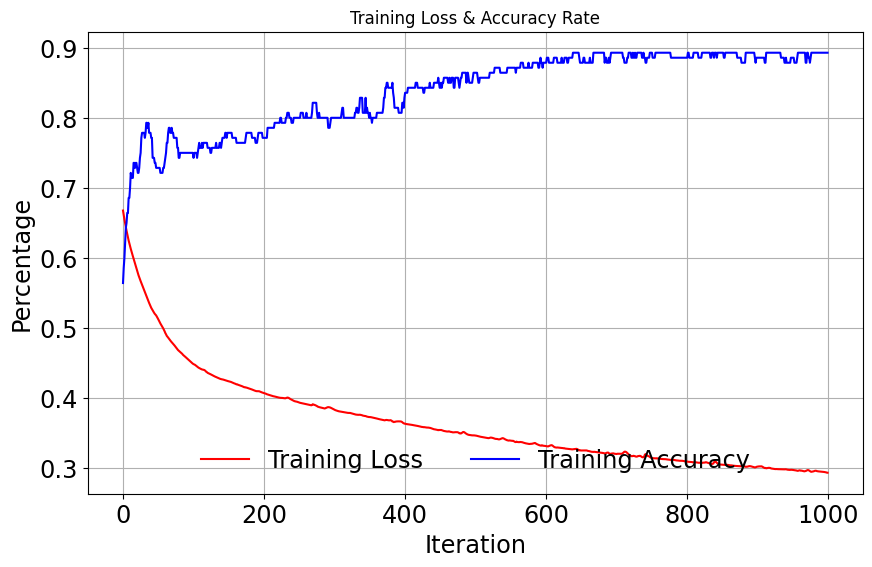 Training Loss & Accuracy Rate
0.9
0.8
0.7
0.6
0.5
0.4
0.3
Percentage
Training Loss Training Accuracy
0 200 400 600 800 1000
Iteration